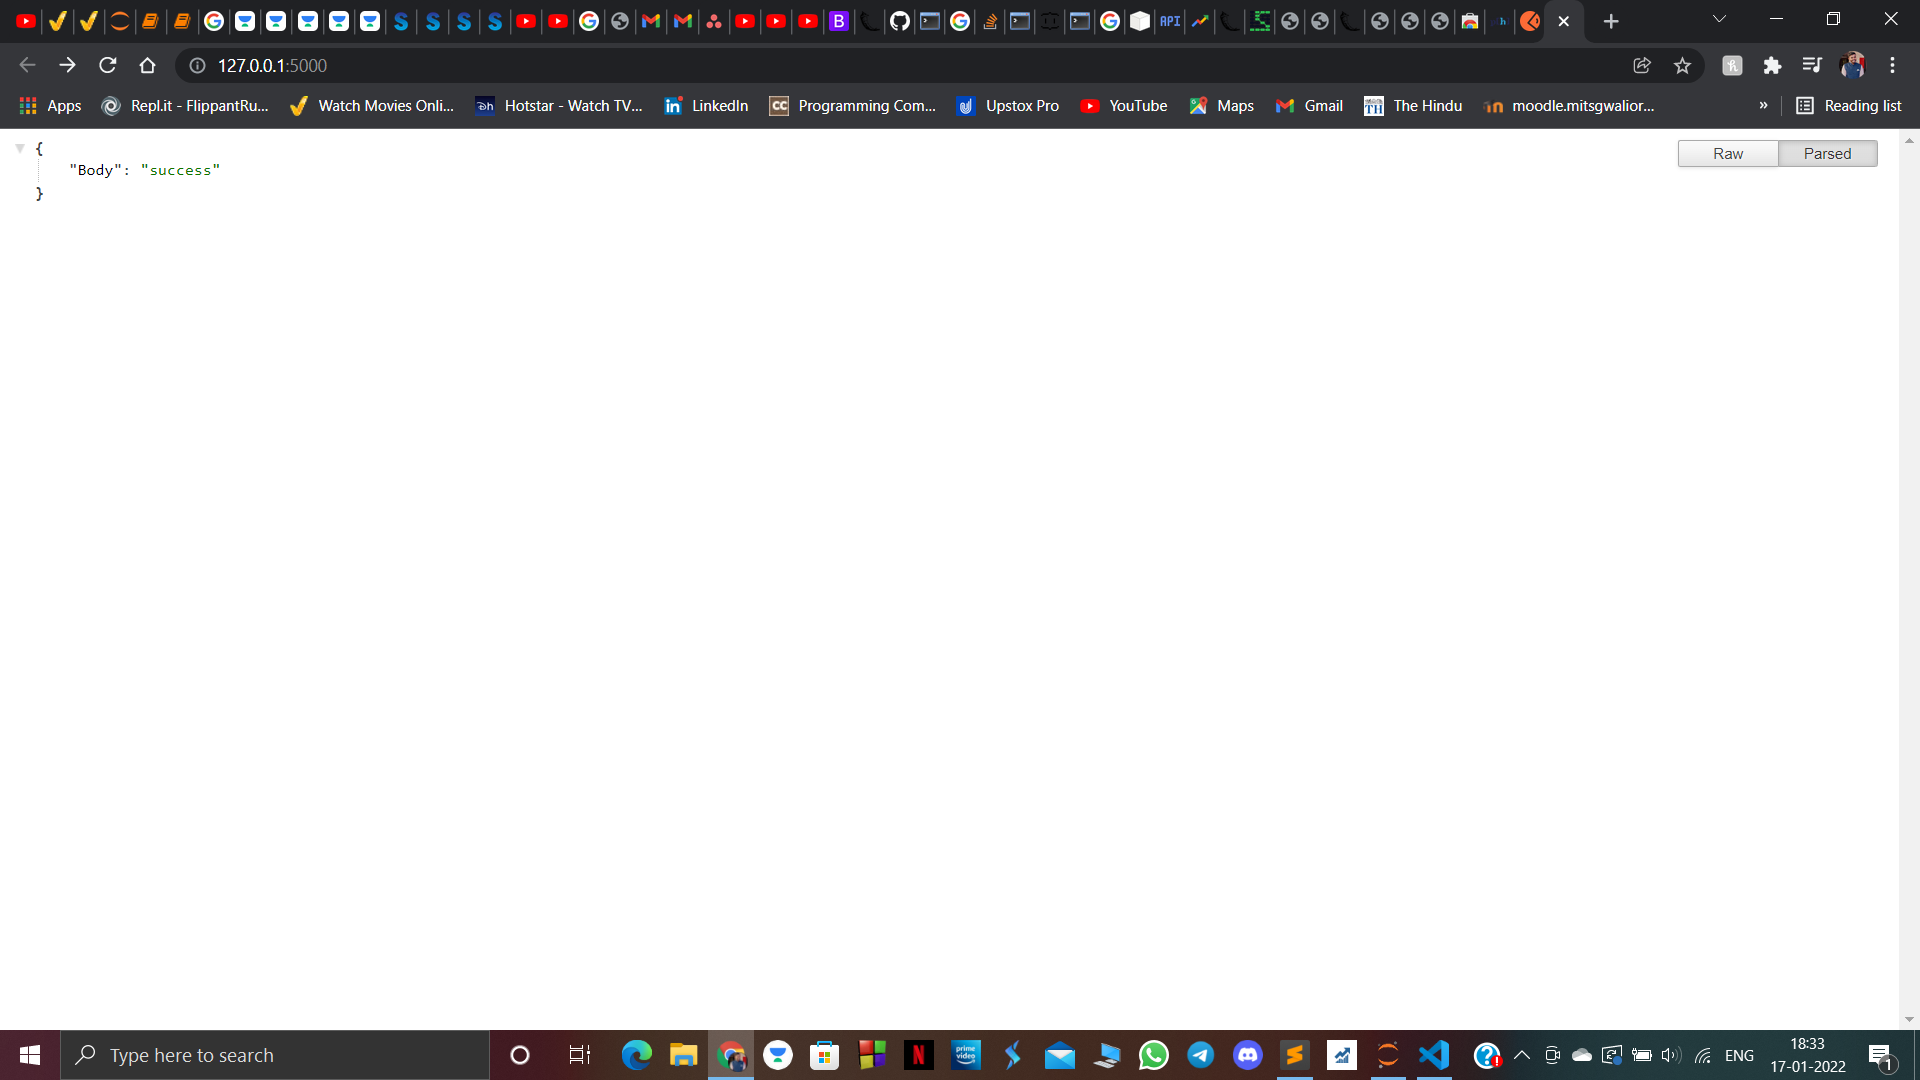 127.0.0.1:5000
Apps Repl.it - FlippantRu... Watch Movies Onli... Hotstar - Watch TV... LinkedIn Programming Com... Upstox Pro YouTube Maps Gmail The Hindu moodle.mitsgwalior... » Reading list
{
"Body": "success"
}
Raw Parsed
Type here to search
ENG
18:33
17-01-2022
1